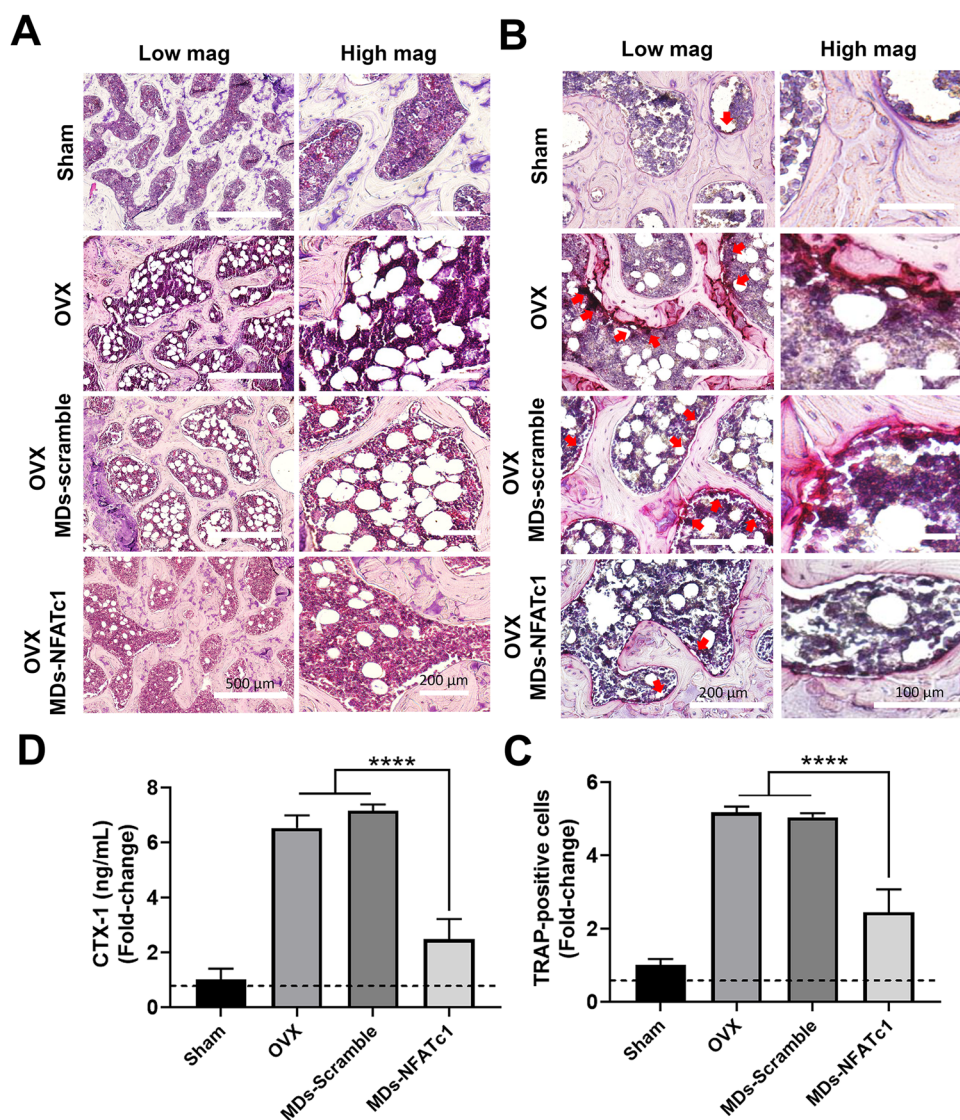 A
Low mag
High mag
Sham
OVX
OVX
MDs-scramble
OVX
MDs-NFATc1
500 µm
200 µm
B
Low mag
High mag
Sham
OVX
OVX
MDs-scramble
OVX
MDs-NFATc1
200 µm
100 µm
D
CTX-1 (ng/mL)
(Fold-change)
8
6
4
2
0
****
Sham
OVX
MDs-Scramble
MDs-NFATc1
C
TRAP-positive cells
(Fold-change)
6
4
2
0
****
Sham
OVX
MDs-Scramble
MDs-NFATc1